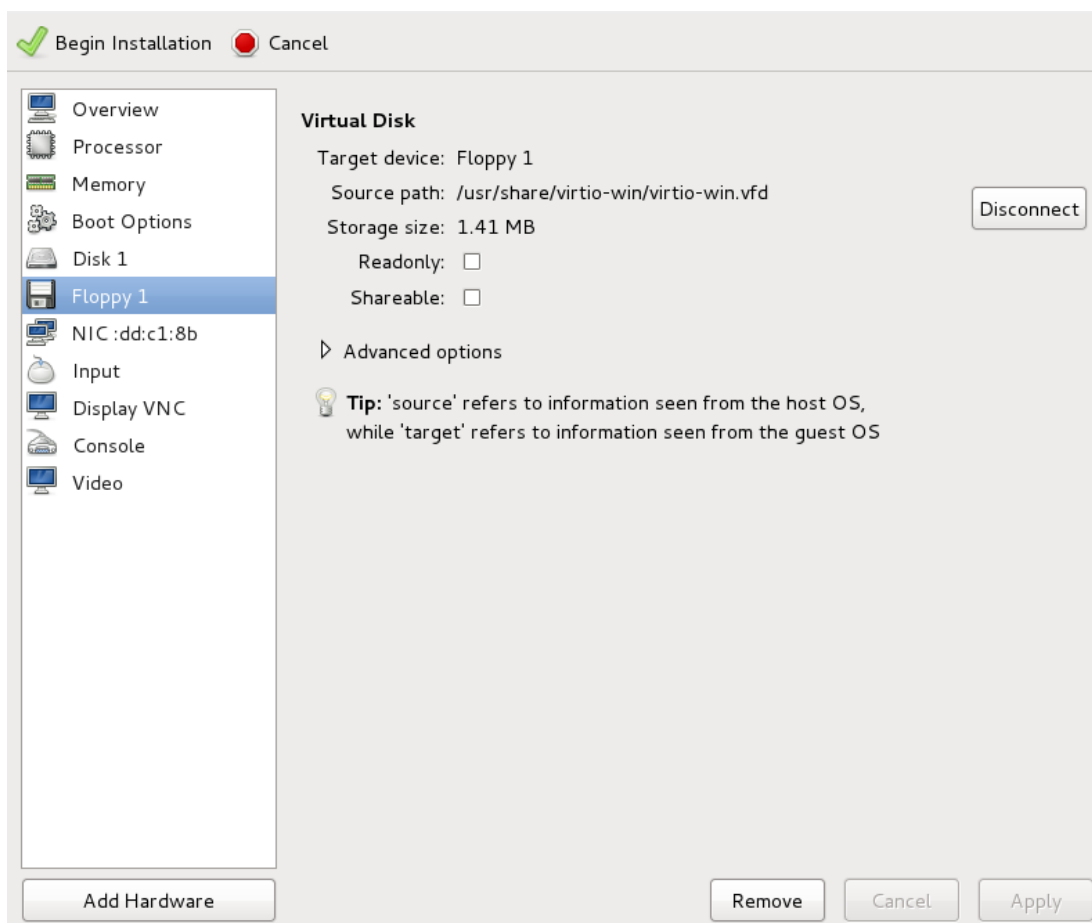 Begin Installation Cancel
Overview
Processor
Memory
Boot Options
Disk 1
Floppy 1
NIC :dd:c1:8b
Input
Display VNC
Console
Video
Add Hardware
Virtual Disk
Target device: Floppy 1
Source path: /usr/share/virtio-win/virtio-win.vfd
Disconnect
Storage size: 1.41 MB
Readonly:
Shareable:
Advanced options
Tip: 'source' refers to information seen from the host OS,
while 'target' refers to information seen from the guest OS
Remove Cancel Apply